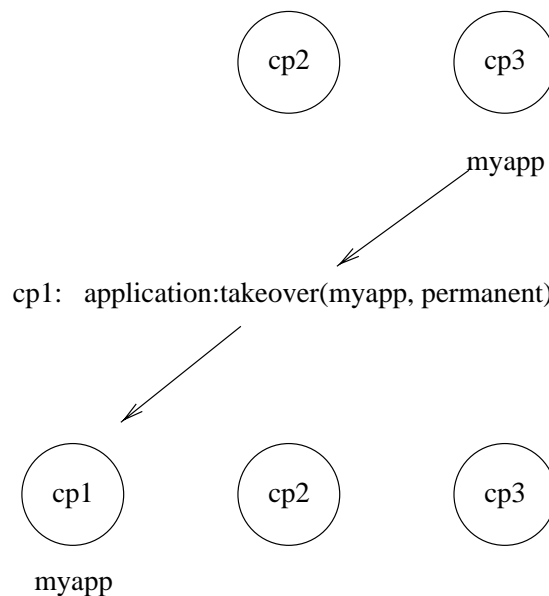 cp2 cp3
myapp
cp1: application:takeover(myapp, permanent)
cp1 cp2 cp3
myapp